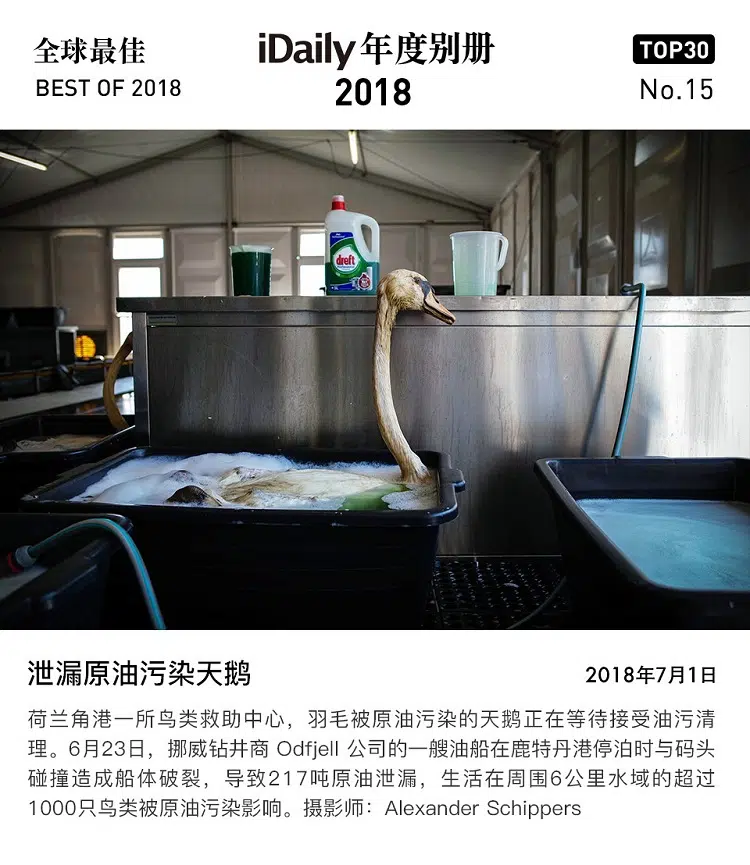 全球最佳
BEST OF 2018
iDaily 年度别册
2018
TOP30
No.15
dreft
泄漏原油污染天鹅
2018年7月1日
荷兰角港一所鸟类救助中心，羽毛被原油污染的天鹅正在等待接受油污清
理。6月23日，挪威钻井商 Odfjell 公司的一艘油船在鹿特丹港停泊时与码头
碰撞造成船体破裂，导致217吨原油泄漏，生活在周围6公里水域的超过
1000只鸟类被原油污染影响。摄影师：Alexander Schippers